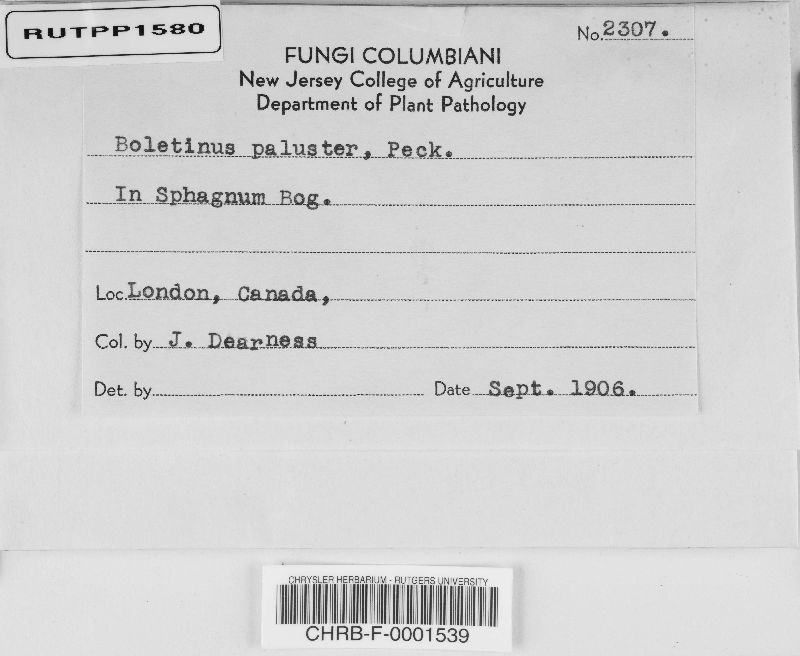 RUTPP1580
No. 2307.
FUNGI COLUMBIANI
New Jersey College of Agriculture
Department of Plant Pathology
Boletinus paluster, Peck.
In Sphagnum Bog.
Loc. London, Canada,
Col. by J. Dearness
Det. by
Date Sept. 1906.
CHRYSLER HERBARIUM - RUTGERS UNIVERSITY
CHRB-F-0001539